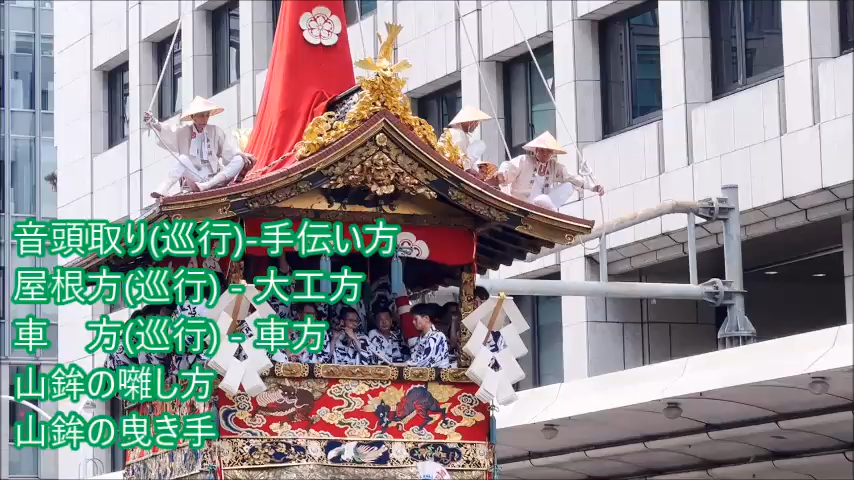 音頭取り(巡行)-手伝い方
屋根方(巡行) - 大工方
車　方(巡行) - 車方
山鉾の囃し方
山鉾の曳き手